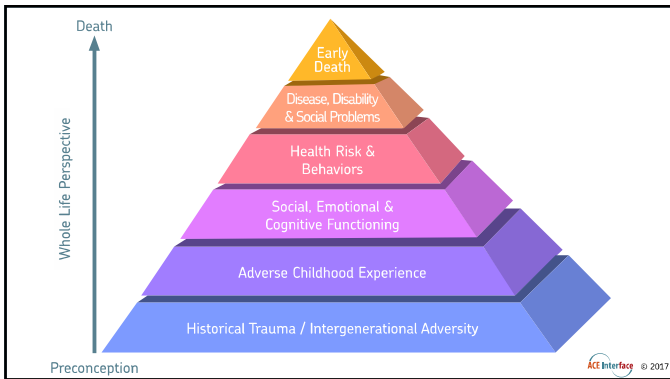 Death
Early
Death
Disease, Disability
& Social Problems
Health Risk &
Behaviors
Social, Emotional &
Cognitive Functioning
Adverse Childhood Experience
Historical Trauma / Intergenerational Adversity
Whole Life Perspective
Preconception
ACE Interface © 2017